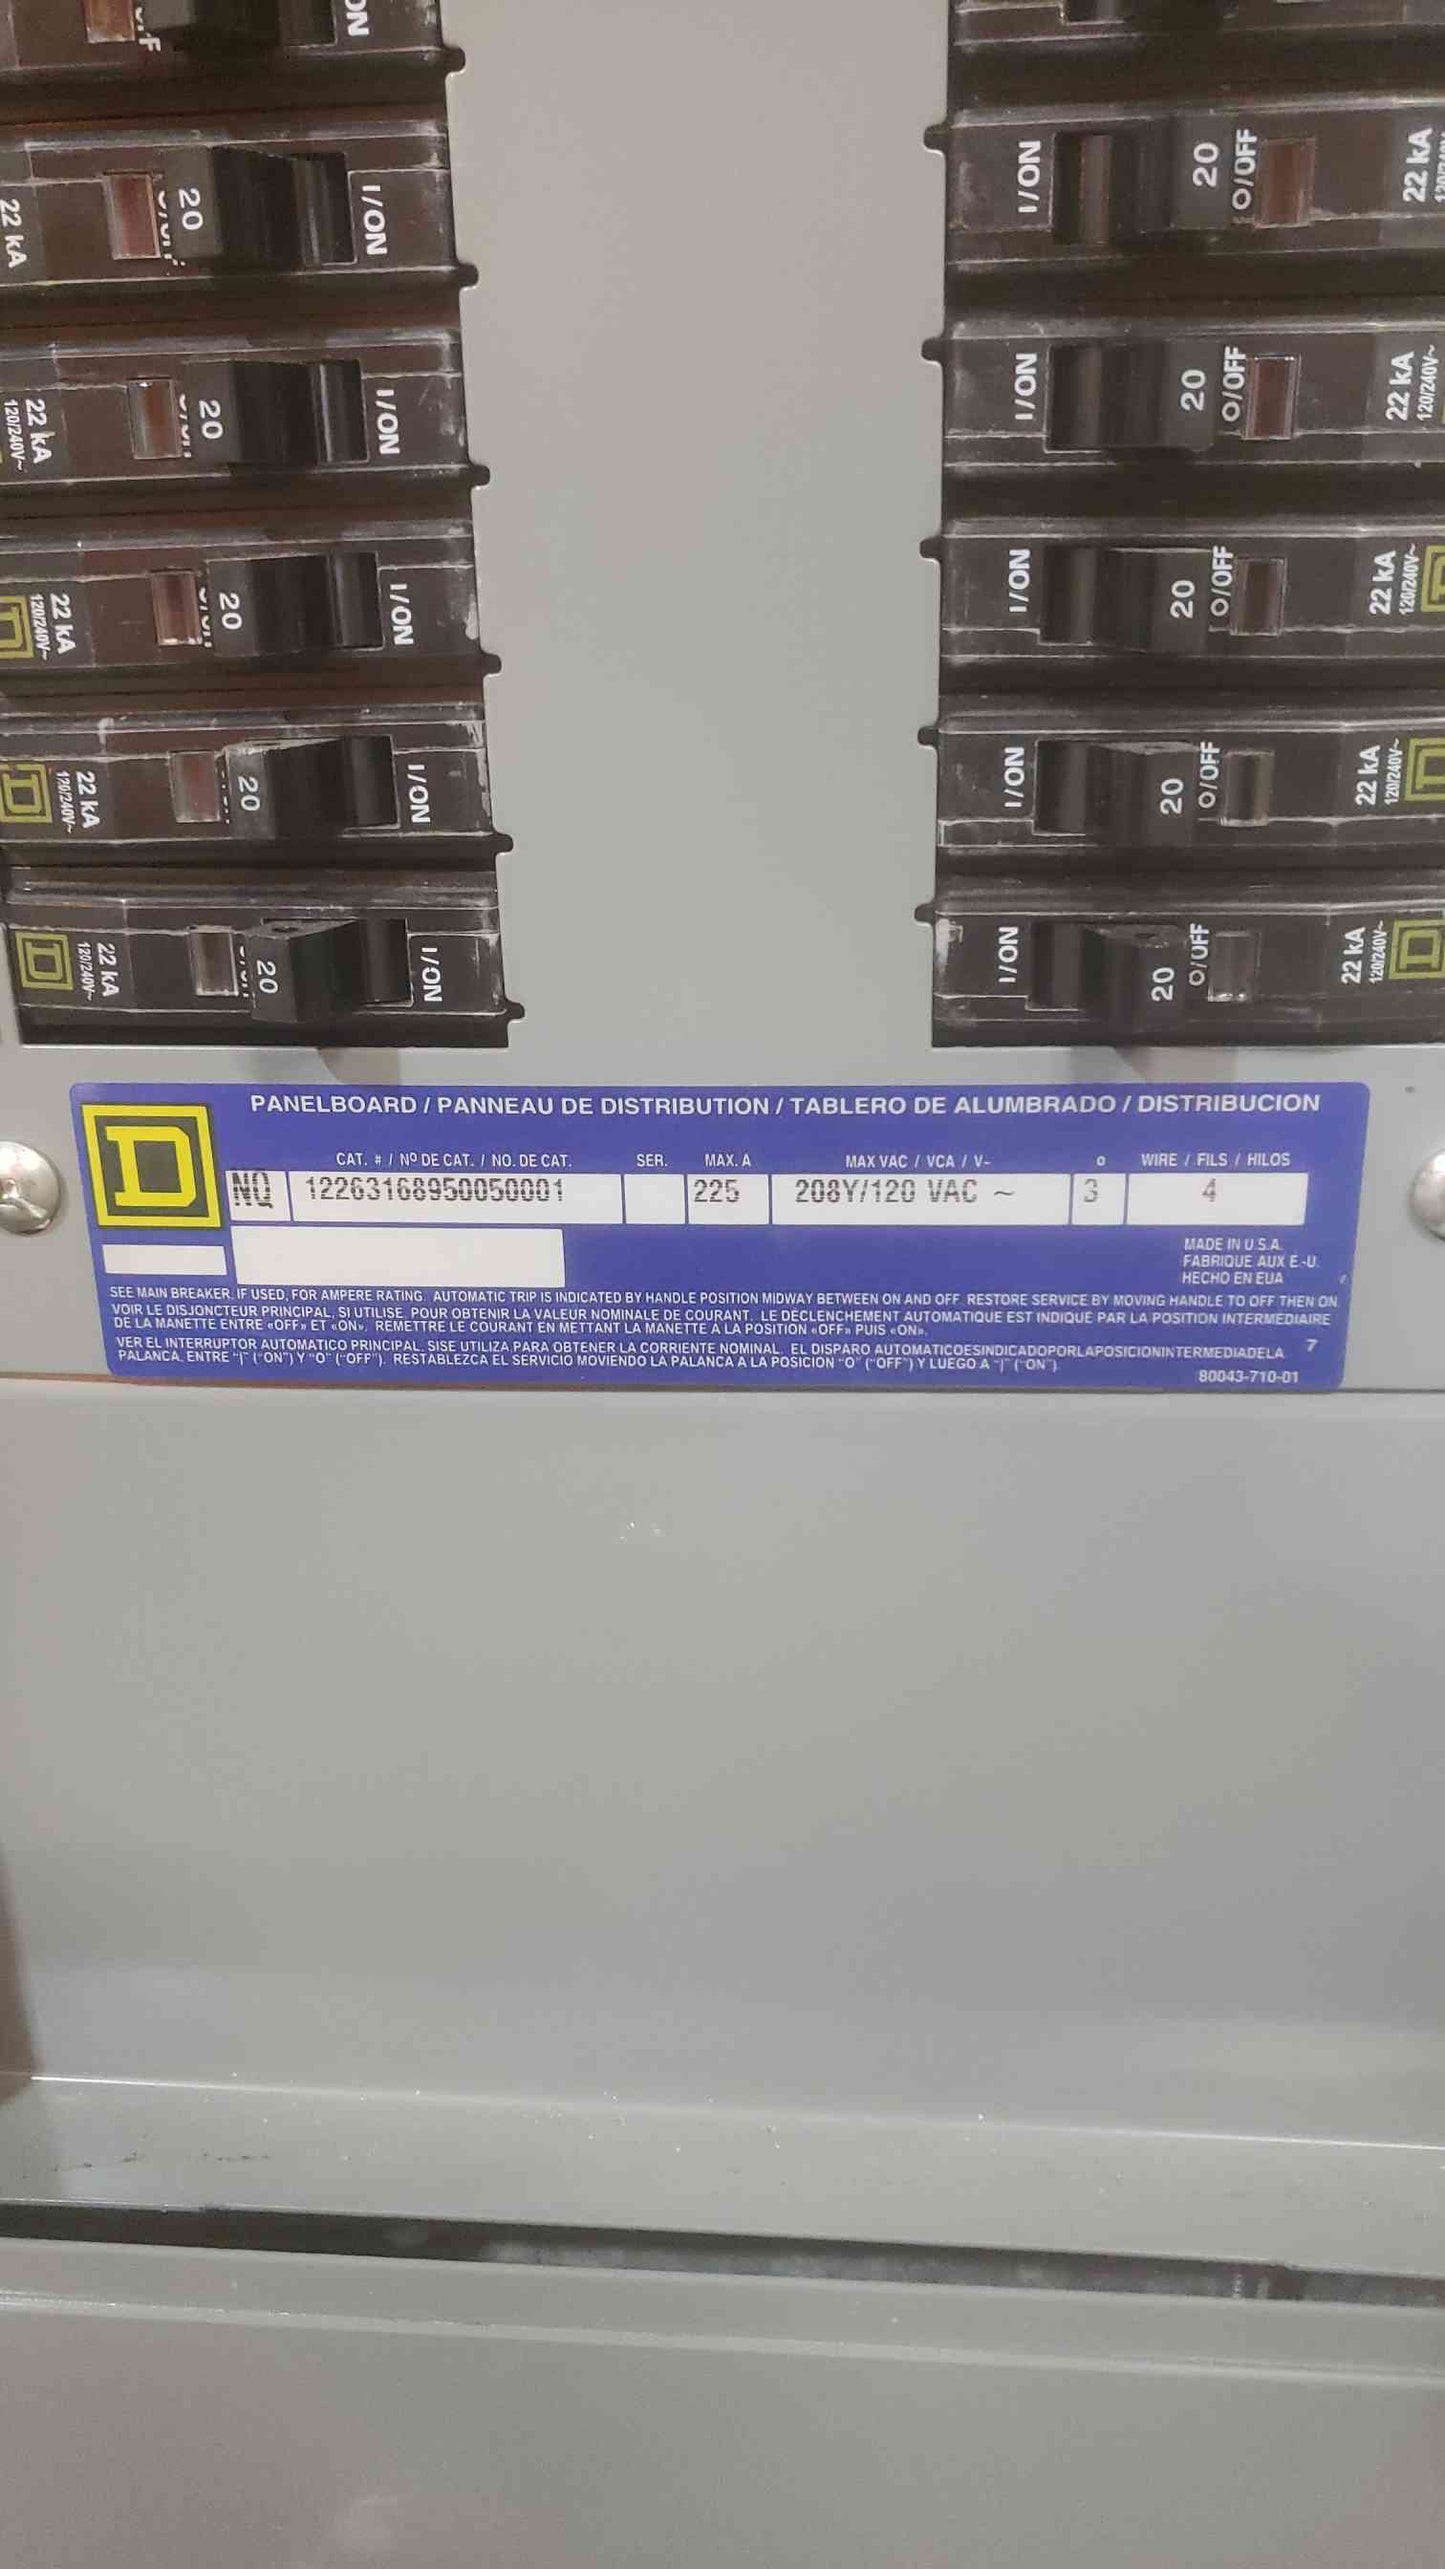 ON
I/ON
20
22 kA
I/ON
20
22 kA
120/240V~
I/ON
20
22 kA
120/240V~
I/ON
20
22 kA
120/240V~
I/ON
20
22 kA
120/240V~
I/ON
20
O/OFF
22 kA
I/ON
20
O/OFF
22 kA
120/240V~
I/ON
20
O/OFF
22 kA
120/240V~
I/ON
20
O/OFF
22 kA
120/240V~
I/ON
20
O/OFF
22 kA
120/240V~
PANELBOARD / PANNEAU DE DISTRIBUTION / TABLERO DE ALUMBRADO / DISTRIBUCION
CAT. # / Nº DE CAT. / NO. DE CAT. SER. MAX. A MAX VAC / VCA / V~ ø WIRE / FILS / HILOS
NQ 12263168950050001 225 208Y/120 VAC ~ 3 4
MADE IN U.S.A.
FABRIQUE AUX E.-U.
HECHO EN EUA
SEE MAIN BREAKER, IF USED, FOR AMPERE RATING. AUTOMATIC TRIP IS INDICATED BY HANDLE POSITION MIDWAY BETWEEN ON AND OFF. RESTORE SERVICE BY MOVING HANDLE TO OFF THEN ON.
VOIR LE DISJONCTEUR PRINCIPAL, SI UTILISE, POUR OBTENIR LA VALEUR NOMINALE DE COURANT. LE DECLENCHEMENT AUTOMATIQUE EST INDIQUE PAR LA POSITION INTERMEDIAIRE
DE LA MANETTE ENTRE «OFF» ET «ON». REMETTRE LE COURANT EN METTANT LA MANETTE A LA POSITION «OFF» PUIS «ON».
VER EL INTERRUPTOR AUTOMATICO PRINCIPAL, SISE UTILIZA PARA OBTENER LA CORRIENTE NOMINAL. EL DISPARO AUTOMATICOESINDICADOPORLAPOSICIONINTERMEDIADELA 7
PALANCA, ENTRE "|" ("ON") Y "O" ("OFF"). RESTABLEZCA EL SERVICIO MOVIENDO LA PALANCA A LA POSICION "O" ("OFF") Y LUEGO A "|" ("ON").
80043-710-01